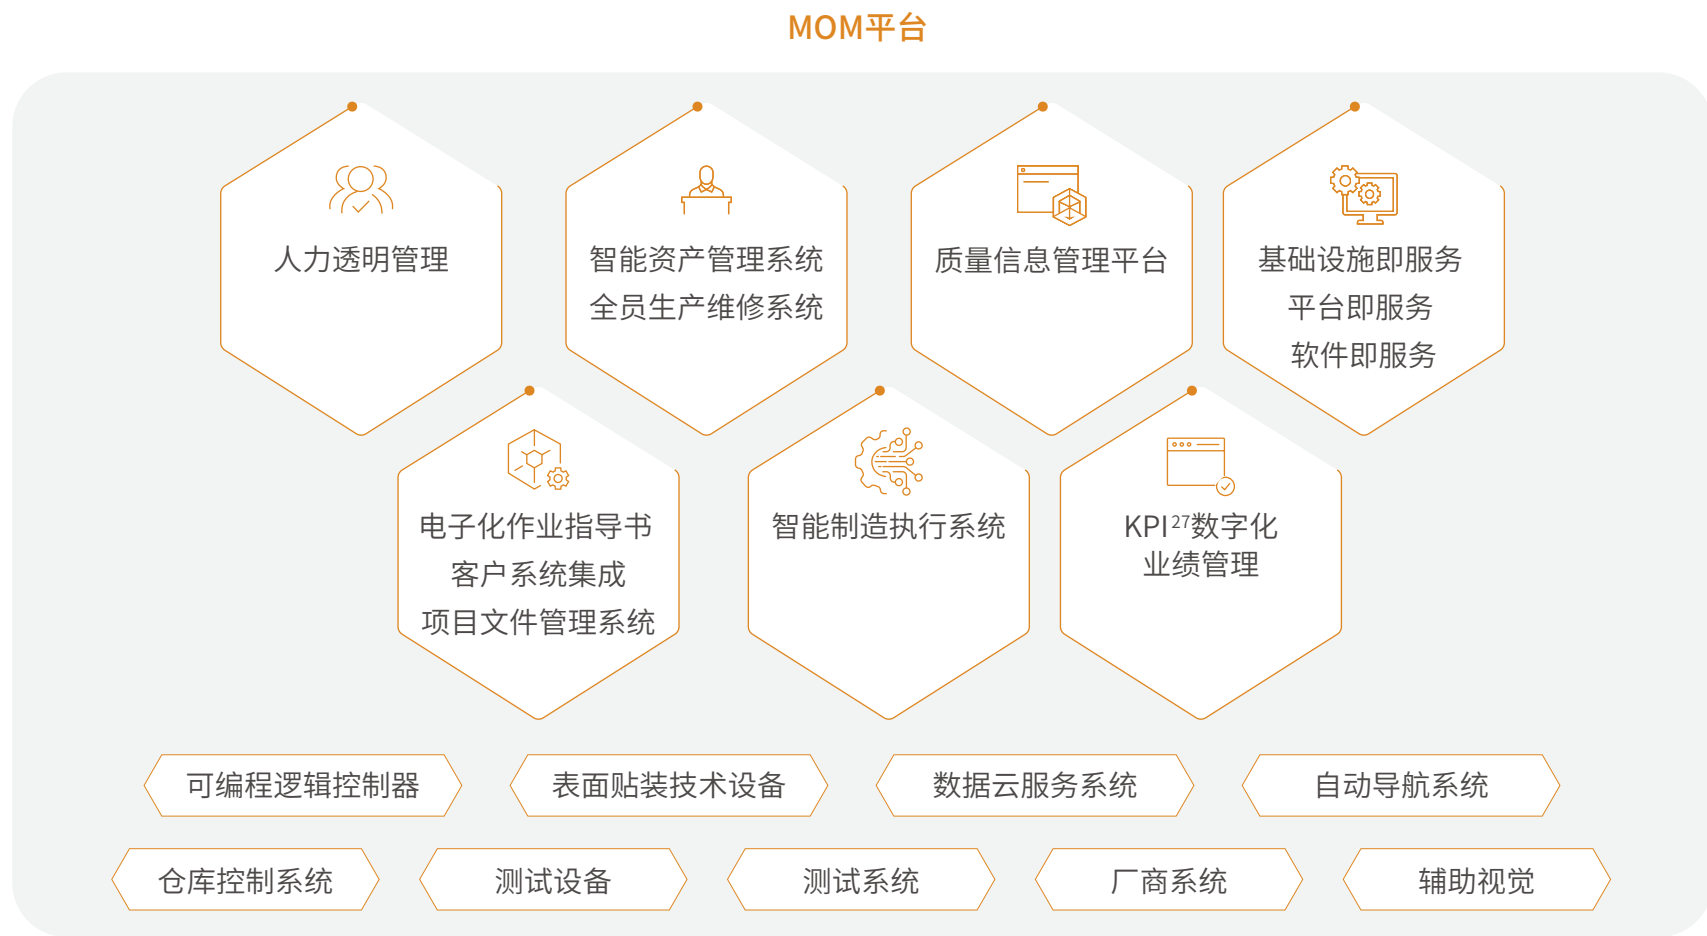 MOM平台
人力透明管理
智能资产管理系统
全员生产维修系统
质量信息管理平台
基础设施即服务
平台即服务
软件即服务
电子化作业指导书
客户系统集成
项目文件管理系统
智能制造执行系统
KPI27数字化
业绩管理
可编程逻辑控制器
表面贴装技术设备
数据云服务系统
自动导航系统
仓库控制系统
测试设备
测试系统
厂商系统
辅助视觉